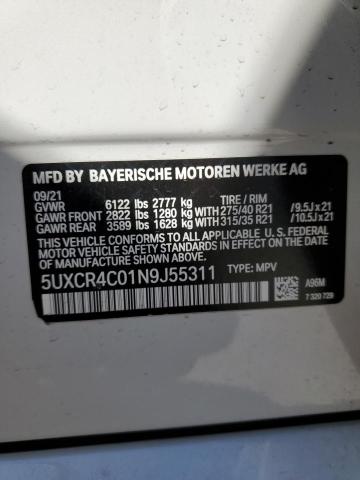 MFD BY BAYERISCHE MOTOREN WERKE AG
09/21
GVWR 6122 lbs 2777 kg TIRE / RIM
GAWR FRONT 2822 lbs 1280 kg WITH 275/40 R21 /9.5J x 21
GAWR REAR 3589 lbs 1628 kg WITH 315/35 R21 /10.5J x 21
THIS VEHICLE CONFORMS TO ALL APPLICABLE U.S. FEDERAL
MOTOR VEHICLE SAFETY STANDARDS IN EFFECT
ON THE DATE OF MANUFACTURE SHOWN ABOVE.
5UXCR4C01N9J55311 TYPE: MPV
A96M
7 320 729